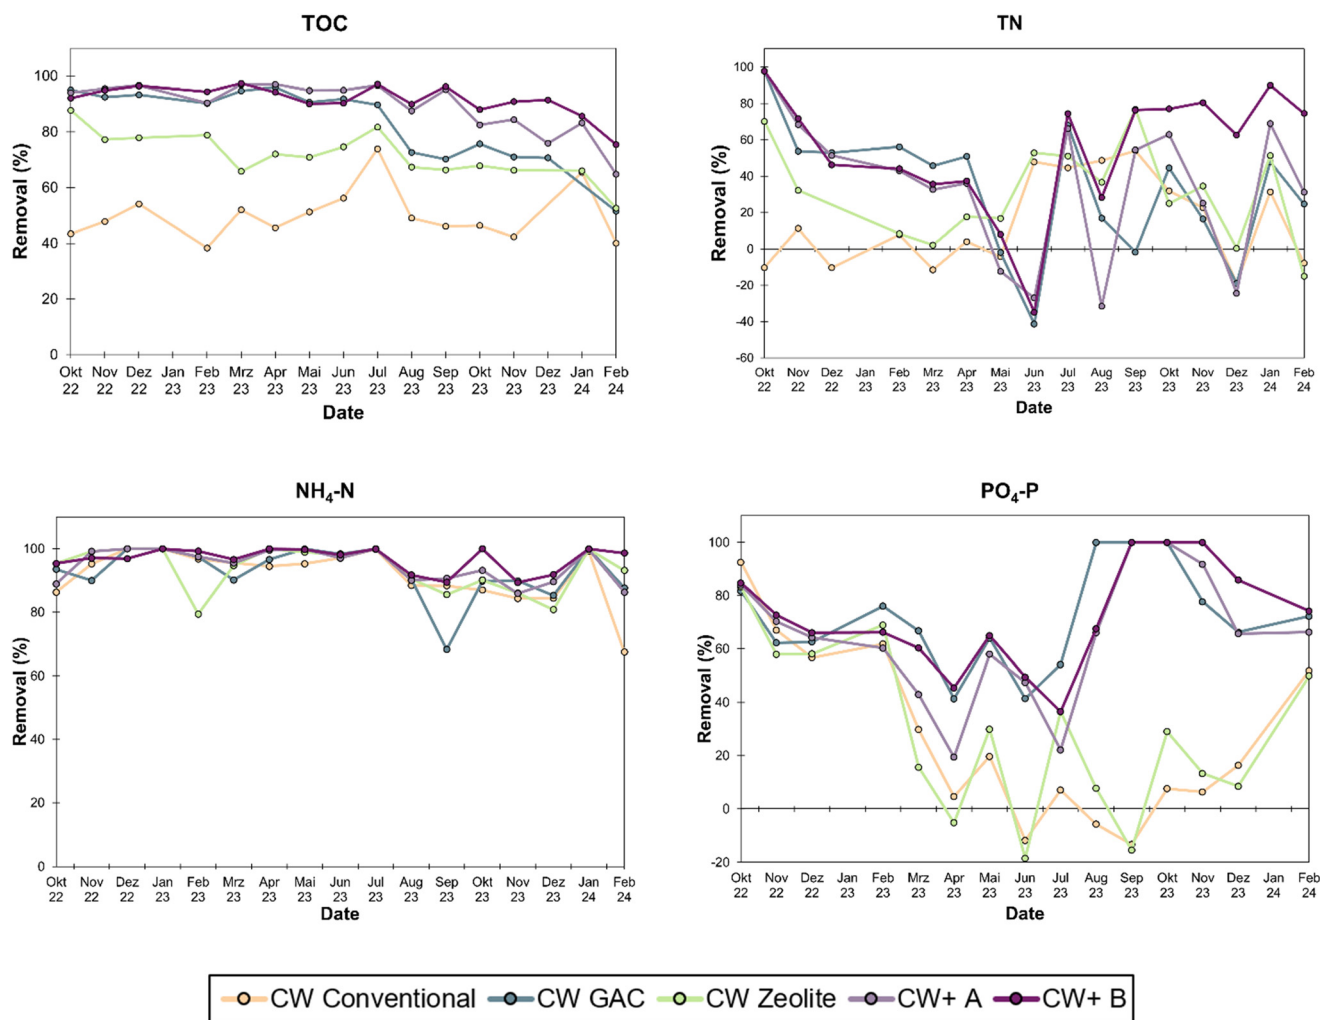 TOC
Removal (%)
100
80
60
40
20
0
Okt Nov Dez Jan Feb Mrz Apr Mai Jun Jul Aug Sep Okt Nov Dez Jan Feb
22 22 22 23 23 23 23 23 23 23 23 23 23 23 23 24 24
Date
TN
Removal (%)
100
80
60
40
20
0
-20
-40
-60
Okt Nov Dez Jan Feb Mrz Apr Mai Jun Jul Aug Sep Okt Nov Dez Jan Feb
22 22 22 23 23 23 23 23 23 23 23 23 23 23 23 24 24
Date
NH4-N
Removal (%)
100
80
60
40
20
0
Okt Nov Dez Jan Feb Mrz Apr Mai Jun Jul Aug Sep Okt Nov Dez Jan Feb
22 22 22 23 23 23 23 23 23 23 23 23 23 23 23 24 24
Date
PO4-P
Removal (%)
100
80
60
40
20
0
-20
Okt Nov Dez Jan Feb Mrz Apr Mai Jun Jul Aug Sep Okt Nov Dez Jan Feb
22 22 22 23 23 23 23 23 23 23 23 23 23 23 23 24 24
Date
CW Conventional CW GAC CW Zeolite CW+ A CW+ B